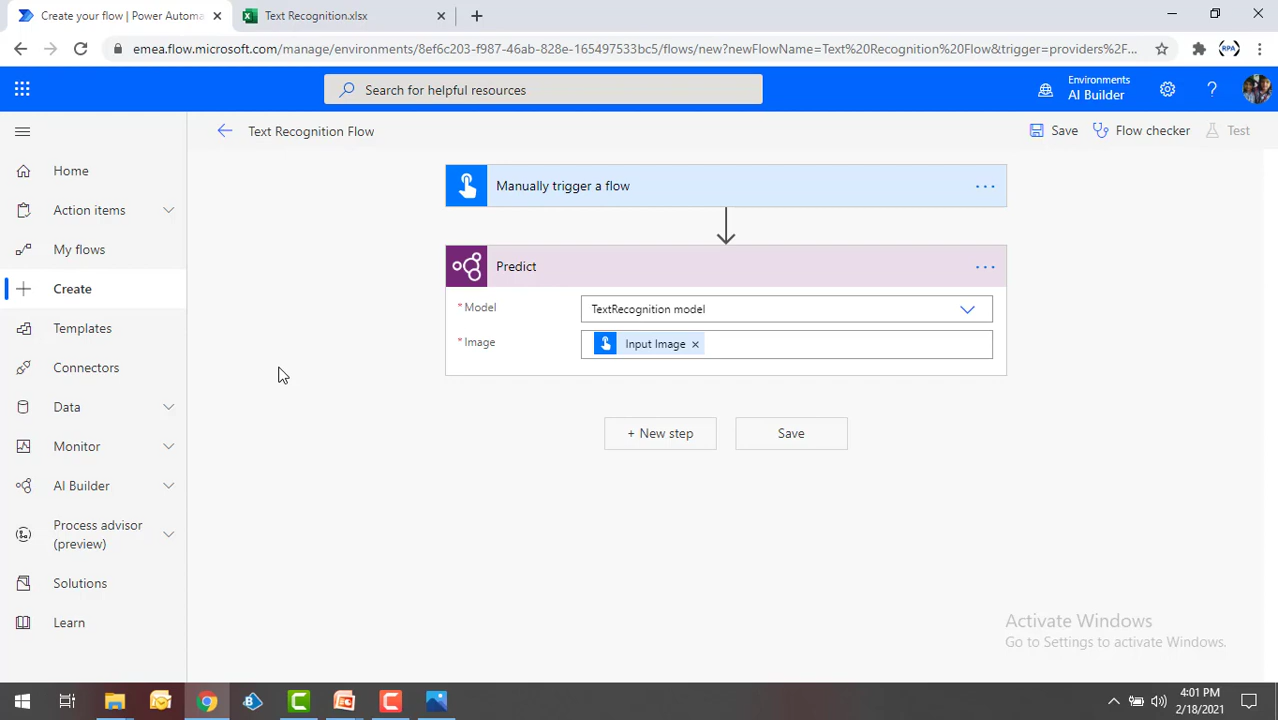 Create your flow | Power Automa
Text Recognition.xlsx
emea.flow.microsoft.com/manage/environments/8ef6c203-f987-46ab-828e-165497533bc5/flows/new?newFlowName=Text%20Recognition%20Flow&trigger=providers%2F...
RPA
Search for helpful resources
Environments
AI Builder
Text Recognition Flow
Save
Flow checker
Test
Home
Action items
My flows
Create
Templates
Connectors
Data
Monitor
AI Builder
Process advisor
(preview)
Solutions
Learn
Manually trigger a flow
...
Predict
...
* Model
TextRecognition model
* Image
Input Image ×
+ New step
Save
Activate Windows
Go to Settings to activate Windows.
4:01 PM
2/18/2021